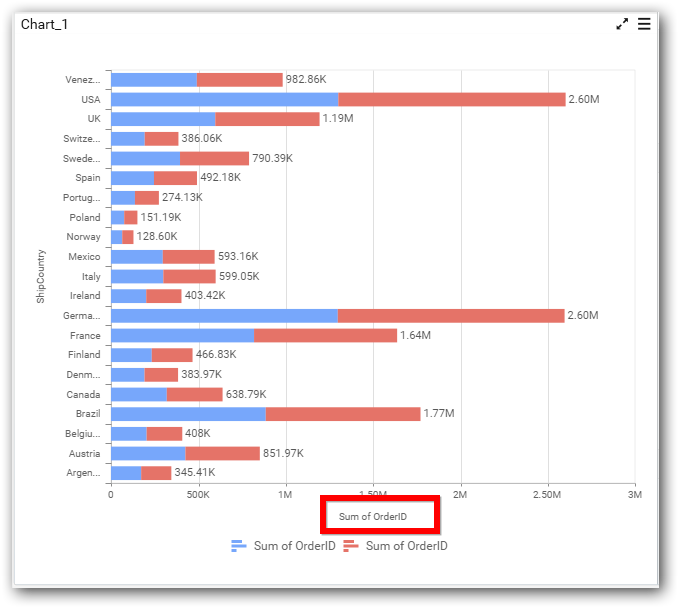 Chart_1
Venez... 982.86K
USA 2.60M
UK 1.19M
Switze... 386.06K
Swede... 790.39K
Spain 492.18K
Portug... 274.13K
Poland 151.19K
Norway 128.60K
Mexico 593.16K
Italy 599.05K
Ireland 403.42K
Germa... 2.60M
France 1.64M
Finland 466.83K
Denm... 383.97K
Canada 638.79K
Brazil 1.77M
Belgiu... 408K
Austria 851.97K
Argen... 345.41K
ShipCountry
0 500K 1M 1.50M 2M 2.50M 3M
Sum of OrderID
Sum of OrderID Sum of OrderID